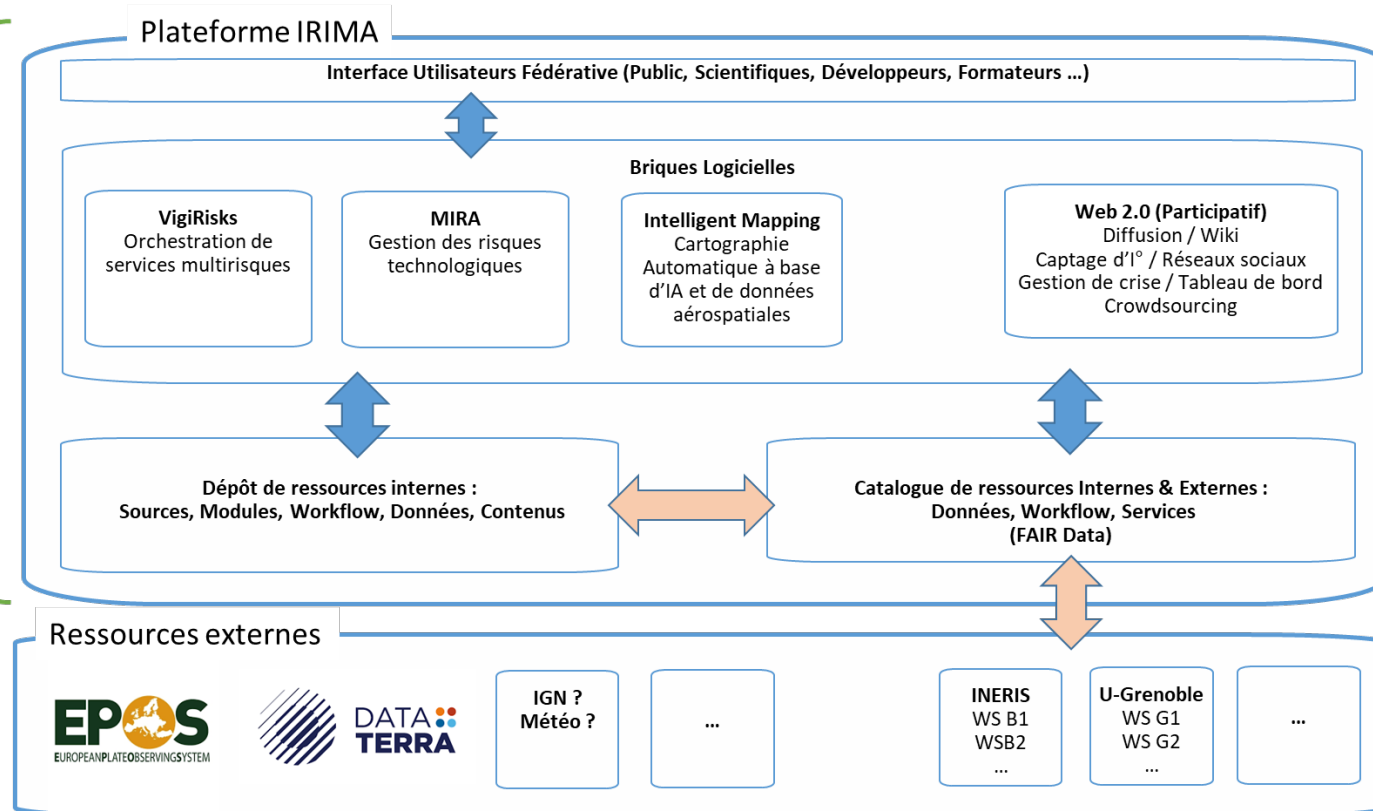 Plateforme IRIMA
Interface Utilisateurs Fédérative (Public, Scientifiques, Développeurs, Formateurs ...)
Briques Logicielles
VigiRisks
Orchestration de
services multirisques
MIRA
Gestion des risques
technologiques
Intelligent Mapping
Cartographie
Automatique à base
d'IA et de données
aérospatiales
Web 2.0 (Participatif)
Diffusion / Wiki
Captage d'I° / Réseaux sociaux
Gestion de crise / Tableau de bord
Crowdsourcing
Dépôt de ressources internes :
Sources, Modules, Workflow, Données, Contenus
Catalogue de ressources Internes & Externes :
Données, Workflow, Services
(FAIR Data)
Ressources externes
EPOS
EUROPEANPLATEOBSERVINGSYSTEM
DATA
TERRA
IGN ?
Météo ?
...
INERIS
WS B1
WSB2
...
U-Grenoble
WS G1
WS G2
...
...